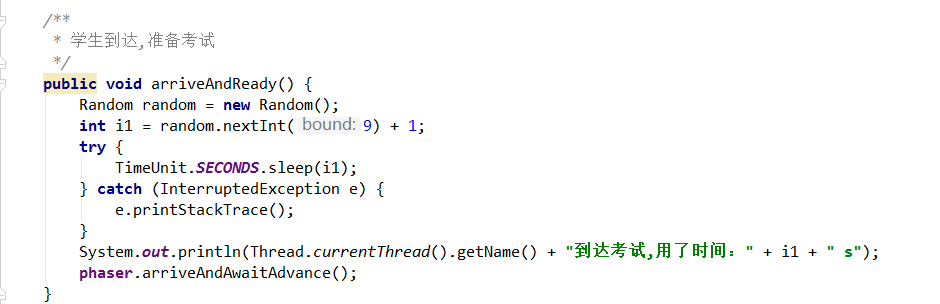 /**
 * 学生到达,准备考试
 */
public void arriveAndReady() {
    Random random = new Random();
    int i1 = random.nextInt( bound: 9) + 1;
    try {
        TimeUnit.SECONDS.sleep(i1);
    } catch (InterruptedException e) {
        e.printStackTrace();
    }
    System.out.println(Thread.currentThread().getName() + "到达考试,用了时间：" + i1 + " s");
    phaser.arriveAndAwaitAdvance();
}